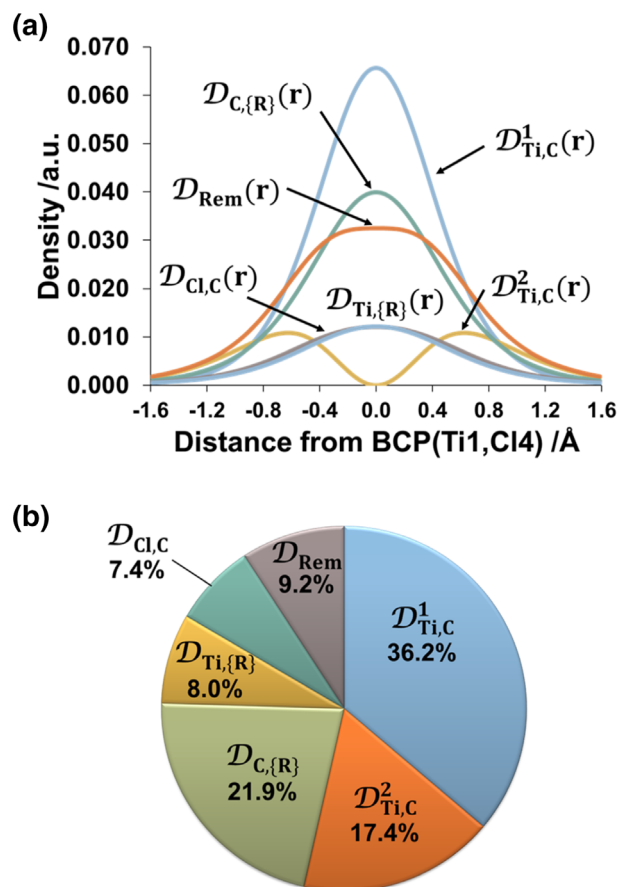 (a)
Density /a.u.
0.070
0.060
0.050
0.040
0.030
0.020
0.010
0.000
𝒟C,{R}(r)
𝒟¹Ti,C(r)
𝒟Rem(r)
𝒟Cl,C(r)
𝒟Ti,{R}(r)
𝒟²Ti,C(r)
-1.6 -1.2 -0.8 -0.4 0.0 0.4 0.8 1.2 1.6
Distance from BCP(Ti1,Cl4) /Å
(b)
𝒟Cl,C
7.4%
𝒟Rem
9.2%
𝒟¹Ti,C
36.2%
𝒟Ti,{R}
8.0%
𝒟C,{R}
21.9%
𝒟²Ti,C
17.4%